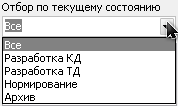 Отбор по текущему состоянию
Все
Все
Разработка КД
Разработка ТД
Нормирование
Архив